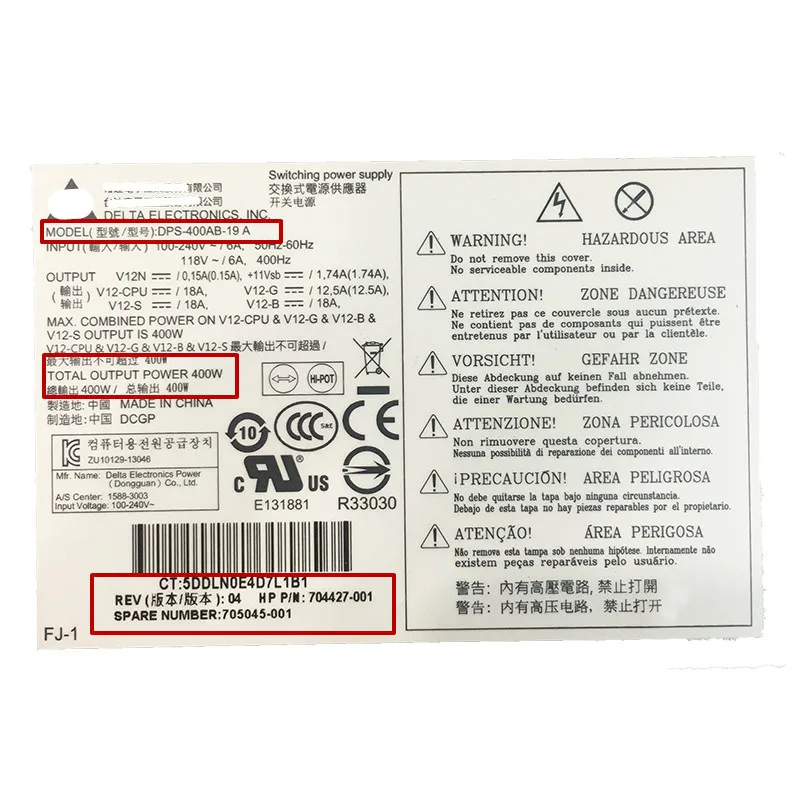 有限公司
有限公司
DELTA ELECTRONICS, INC.
Switching power supply
交換式電源供應器
开关电源
MODEL(型號/型号):DPS-400AB-19 A
INPUT(輸入/输入) 100-240V~/6A, 50Hz-60Hz
118V~/6A, 400Hz
OUTPUT V12N ⎓/0,15A(0.15A), +11Vsb ⎓/1,74A(1.74A),
(輸出/输出) V12-CPU ⎓/18A, V12-G ⎓/12,5A(12.5A),
V12-S ⎓/18A, V12-B ⎓/18A,
MAX. COMBINED POWER ON V12-CPU & V12-G & V12-B &
V12-S OUTPUT IS 400W
V12-CPU & V12-G & V12-B & V12-S 最大輸出不可超過/
最大输出不可超过 400W
TOTAL OUTPUT POWER 400W
總輸出400W/ 总输出 400W
HI-POT
製造地: 中國 MADE IN CHINA
制造地: 中国 DCGP
컴퓨터용전원공급장치
ZU10129-13046
Mfr. Name: Delta Electronics Power
(Dongguan) Co., Ltd.
A/S Center: 1588-3003
Input Voltage: 100-240V~
10
CCC S&E
CE
c RU ® US
E131881
R33030
CT:5DDLN0E4D7L1B1
REV(版本/版本): 04 HP P/N: 704427-001
SPARE NUMBER:705045-001
FJ-1
WARNING! HAZARDOUS AREA
Do not remove this cover.
No serviceable components inside.
ATTENTION! ZONE DANGEREUSE
Ne retirez pas ce couvercle sous aucun prétexte.
Ne contient pas de composants qui puissent être
entretenus par l'utilisateur ou par la clientèle.
VORSICHT! GEFAHR ZONE
Diese Abdeckung auf keinen Fall abnehmen.
Unter dieser Abdeckung befinden sich keine Teile,
die einer Wartung bedürfen.
ATTENZIONE! ZONA PERICOLOSA
Non rimuovere questa copertura.
Nessuna possibilità di reparazione dei componenti all'interno.
¡PRECAUCIÓN! AREA PELIGROSA
No debe quitarse la tapa bajo ninguna circunstancia.
Debajo de esta tapa no hay piezas reparables por el propietario.
ATENÇÃO! ÁREA PERIGOSA
Não remova esta tampa sob nenhuma hipótese. Internamente não
existem peças reparáveis pelo usuário.
警告: 內有高壓電路, 禁止打開
警告: 内有高压电路, 禁止打开